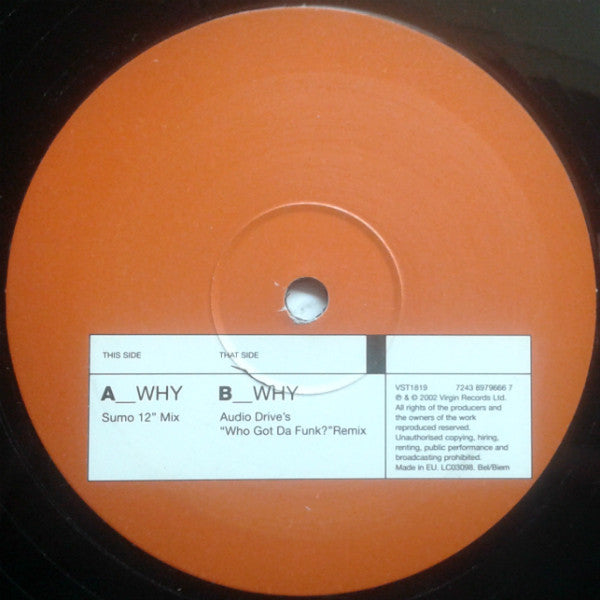 THIS SIDE
THAT SIDE
A__WHY
Sumo 12" Mix
B__WHY
Audio Drive's
"Who Got Da Funk?"Remix
VST1819 7243 8979666 7
℗ & © 2002 Virgin Records Ltd.
All rights of the producers and
the owners of the work
reproduced reserved.
Unauthorised copying, hiring,
renting, public performance and
broadcasting prohibited.
Made in EU. LC03098. Bel/Biem